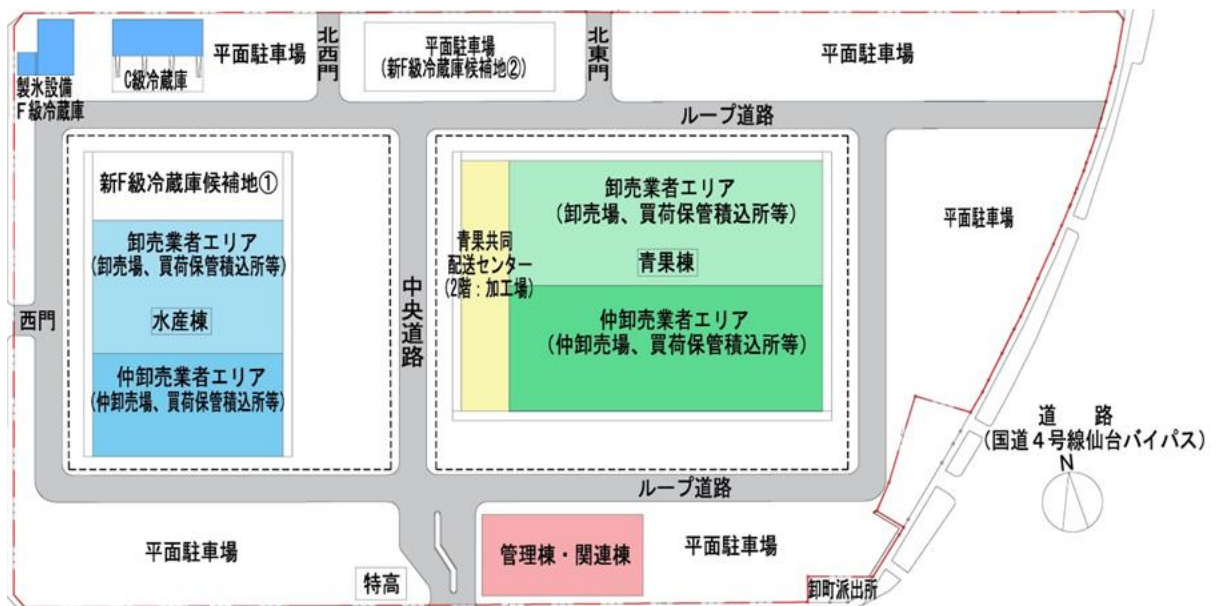 製氷設備
Ｆ級冷蔵庫
C級冷蔵庫
平面駐車場
北西門
平面駐車場
(新F級冷蔵庫候補地②)
北東門
平面駐車場
ループ道路
新F級冷蔵庫候補地①
卸売業者エリア
(卸売場、買荷保管積込所等)
水産棟
仲卸売業者エリア
(仲卸売場、買荷保管積込所等)
西門
中央道路
青果共同
配送センター
(2階：加工場)
卸売業者エリア
(卸売場、買荷保管積込所等)
青果棟
仲卸売業者エリア
(仲卸売場、買荷保管積込所等)
平面駐車場
道　路
(国道４号線仙台バイパス)
N
ループ道路
平面駐車場
特高
管理棟・関連棟
平面駐車場
卸町派出所